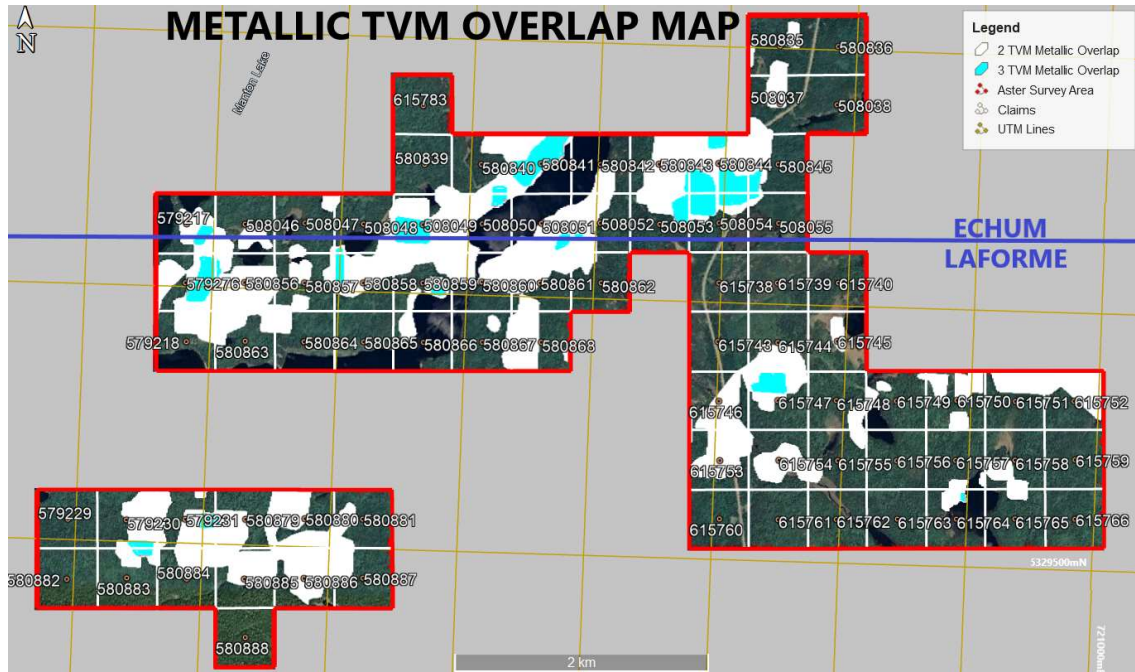 METALLIC TVM OVERLAP MAP
N
Manton Lake
Legend
2 TVM Metallic Overlap
3 TVM Metallic Overlap
Aster Survey Area
Claims
UTM Lines
580835 580836
508037 508038
615783
580839 580840 580841 580842 580843 580844 580845
579217 508046 508047 508048 508049 508050 508051 508052 508053 508054 508055
ECHUM
LAFORME
579276 580856 580857 580858 580859 580860 580861 580862 615738 615739 615740
579218 580863 580864 580865 580866 580867 580868 615743 615744 615745
615746 615747 615748 615749 615750 615751 615752
615753 615754 615755 615756 615757 615758 615759
615760 615761 615762 615763 615764 615765 615766
579229 579230 579231 580879 580880 580881
580882 580883 580884 580885 580886 580887
580888
5329500mN
721000mE
2 km